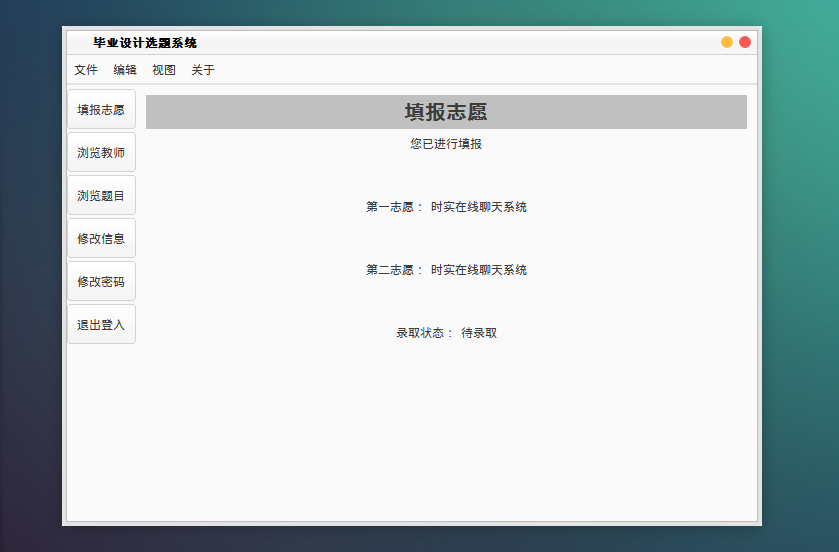 毕业设计选题系统
文件 编辑 视图 关于
填报志愿
浏览教师
浏览题目
修改信息
修改密码
退出登入
填报志愿
您已进行填报
第一志愿： 时实在线聊天系统
第二志愿： 时实在线聊天系统
录取状态： 待录取